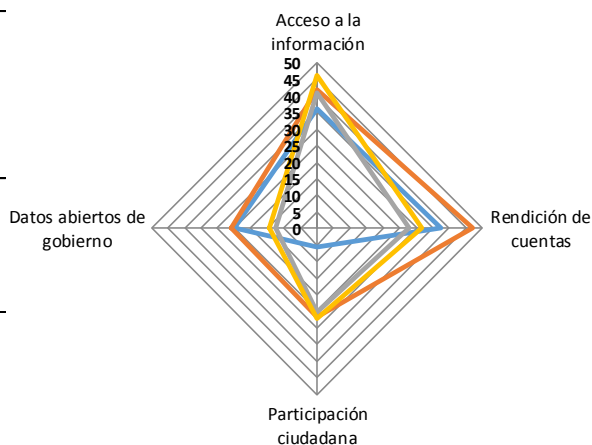 Acceso a la
información
50
45
40
35
30
25
20
15
10
5
0
Datos abiertos de
gobierno
Rendición de
cuentas
Participación
ciudadana